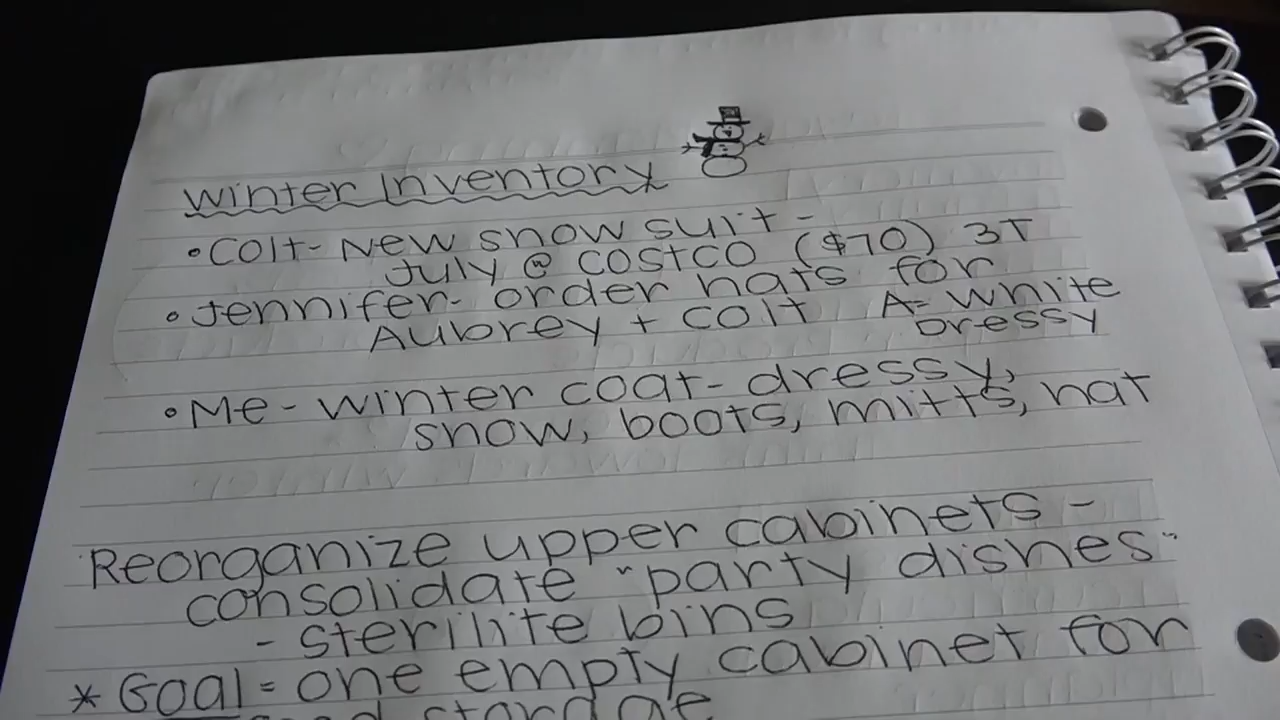 Winter Inventory
• Colt - New snow suit -
July @ Costco ($70) 3T
• Jennifer - order hats for
Aubrey + Colt A = White
Dressy
• Me - winter coat - dressy,
snow, boots, mitts, hat
Reorganize upper cabinets -
consolidate "party dishes"
- sterilite bins
* Goal = one empty cabinet for
storage